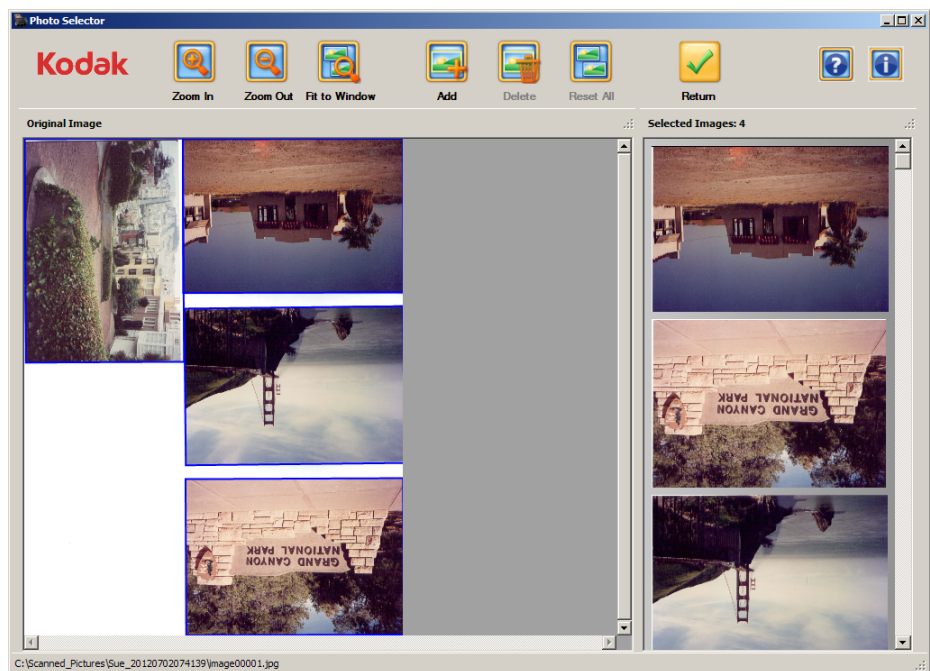 Photo Selector
Kodak
Zoom In
Zoom Out
Fit to Window
Add
Delete
Reset All
Return
Original Image
Selected Images: 4
GRAND CANYON
NATIONAL PARK
GRAND CANYON
NATIONAL PARK
C:\Scanned_Pictures\Sue_20120702074139\image00001.jpg